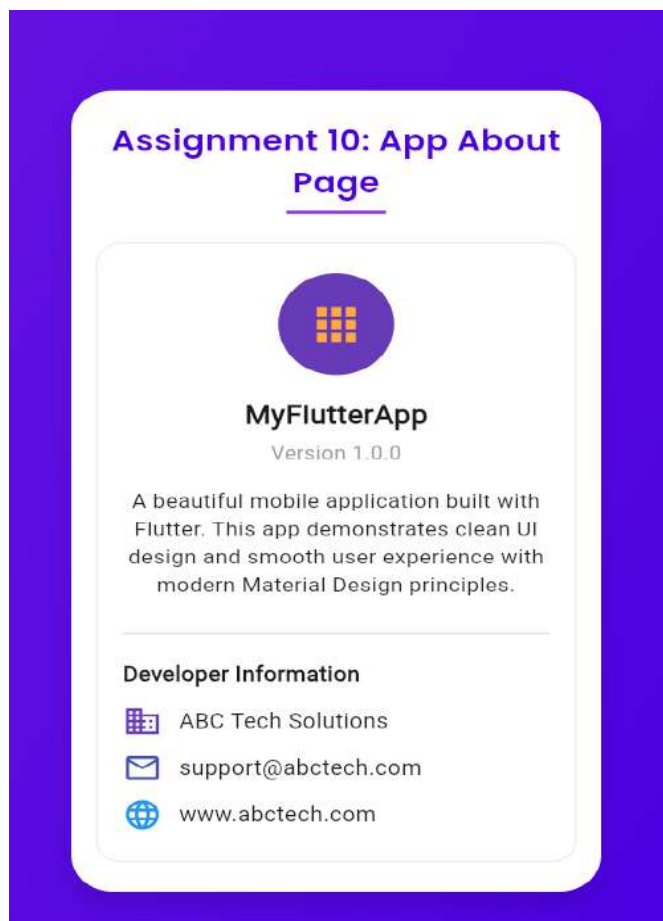 Assignment 10: App About
Page
MyFlutterApp
Version 1.0.0
A beautiful mobile application built with
Flutter. This app demonstrates clean UI
design and smooth user experience with
modern Material Design principles.
Developer Information
ABC Tech Solutions
support@abctech.com
www.abctech.com